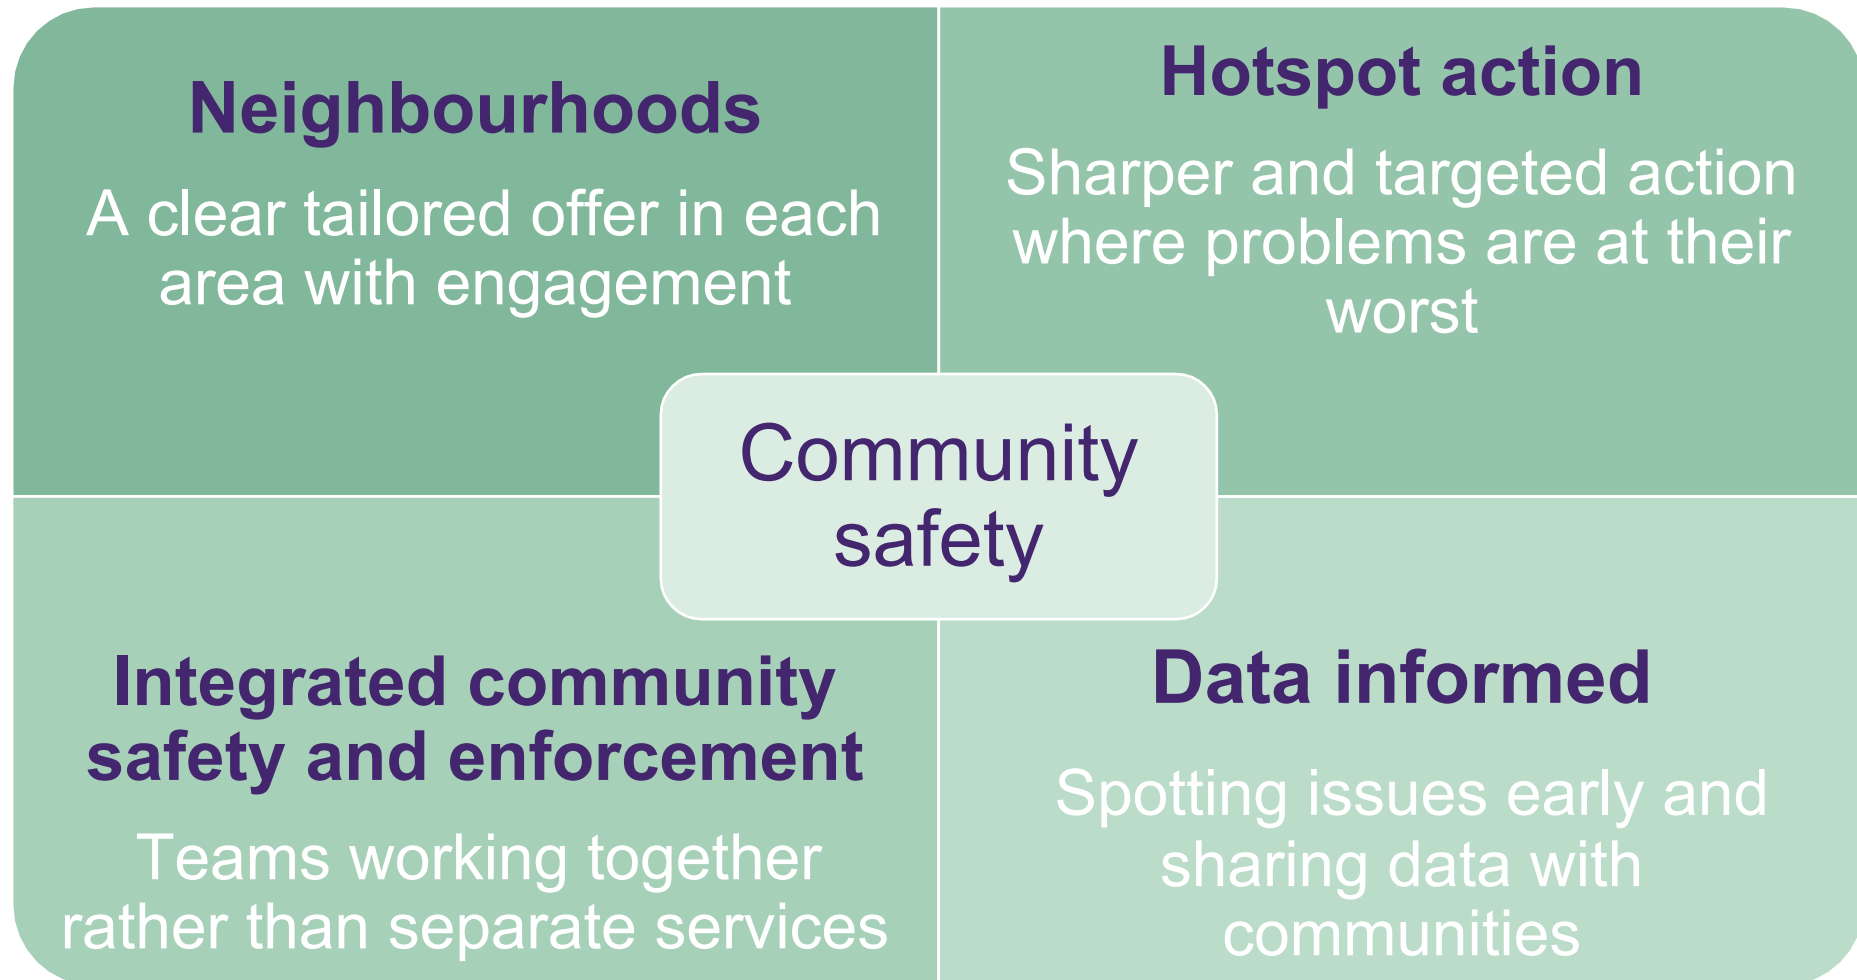 Neighbourhoods
A clear tailored offer in each
area with engagement
Hotspot action
Sharper and targeted action
where problems are at their
worst
Community
safety
Integrated community
safety and enforcement
Teams working together
rather than separate services
Data informed
Spotting issues early and
sharing data with
communities